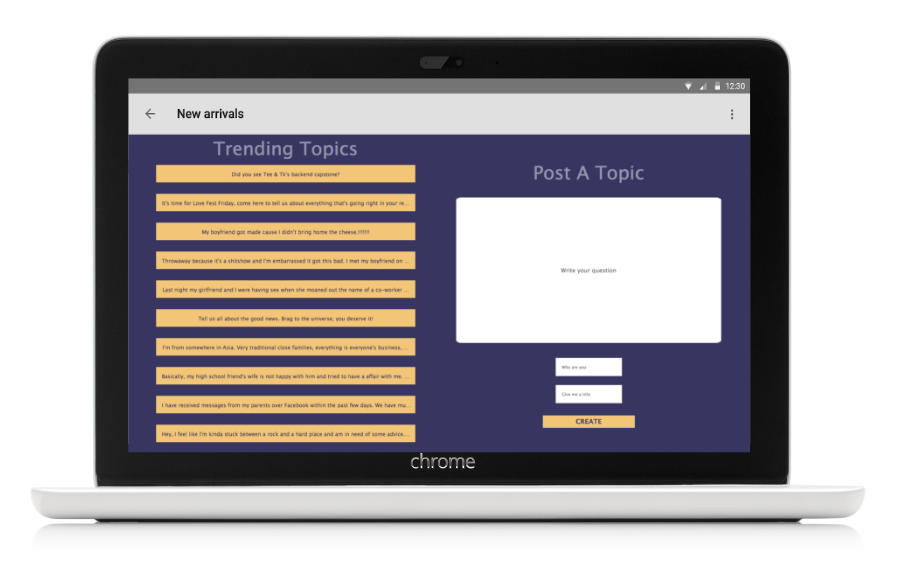 12:30
New arrivals
Trending Topics
Did you see Tee & Ti's backend capstone?
It's time for Love Fest Friday, come here to tell us about everything that's going right in your re...
My boyfriend got made cause I didn't bring home the cheese.!!!!!!
Throwaway because it's a shitshow and I'm embarrassed it got this bad. I met my boyfriend on ...
Last night my girlfriend and I were having sex when she moaned out the name of a co-worker ...
Tell us all about the good news. Brag to the universe, you deserve it!
I'm from somewhere in Asia. Very traditional close families, everything is everyone's business, ...
Basically, my high school friend's wife is not happy with him and tried to have a affair with me. ...
I have received messages from my parents over Facebook within the past few days. We have mu...
Hey, I feel like I'm kinda stuck between a rock and a hard place and am in need of some advice,...
Post A Topic
Write your question
Who are you
Give me a title
CREATE
chrome